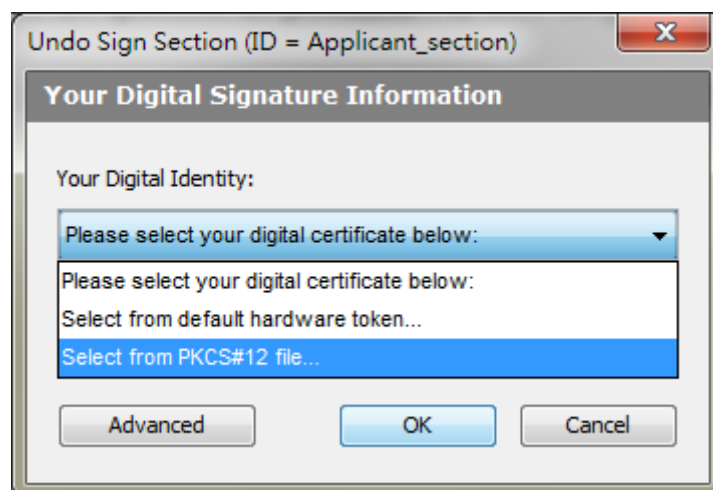 Undo Sign Section (ID = Applicant_section)
Your Digital Signature Information
Your Digital Identity:
Please select your digital certificate below:
Please select your digital certificate below:
Select from default hardware token...
Select from PKCS#12 file...
Advanced OK Cancel